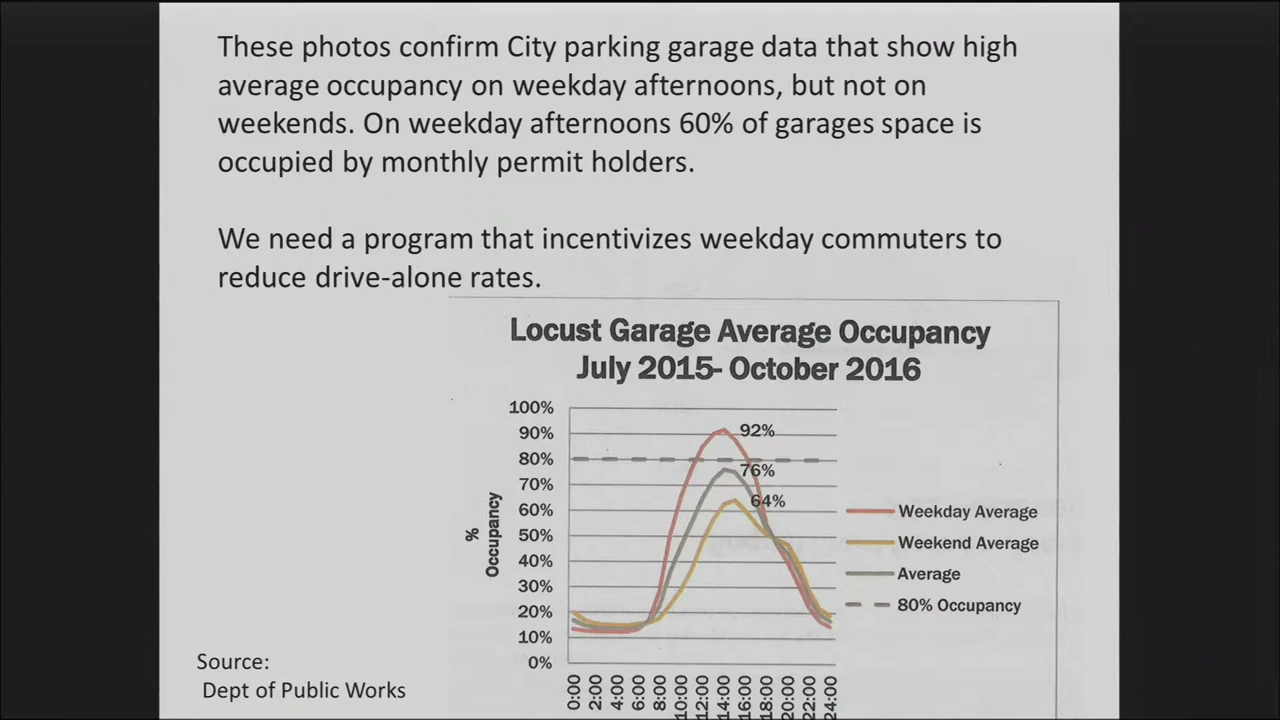 These photos confirm City parking garage data that show high
average occupancy on weekday afternoons, but not on
weekends. On weekday afternoons 60% of garages space is
occupied by monthly permit holders.
We need a program that incentivizes weekday commuters to
reduce drive-alone rates.
Locust Garage Average Occupancy
July 2015- October 2016
100%
90%
80%
70%
60%
50%
40%
30%
20%
10%
0%
%
Occupancy
92%
76%
64%
Weekday Average
Weekend Average
Average
80% Occupancy
0:00
2:00
4:00
6:00
8:00
10:00
12:00
14:00
16:00
18:00
20:00
22:00
24:00
Source:
Dept of Public Works